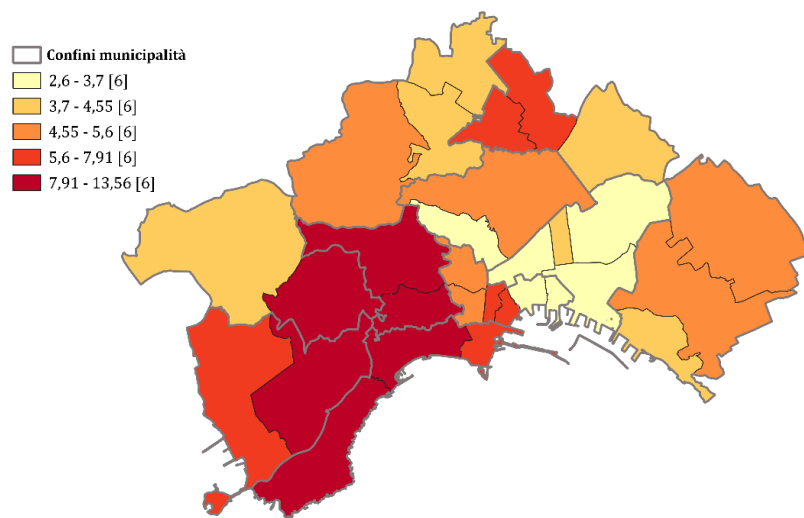 Confini municipalità
2,6 - 3,7 [6]
3,7 - 4,55 [6]
4,55 - 5,6 [6]
5,6 - 7,91 [6]
7,91 - 13,56 [6]